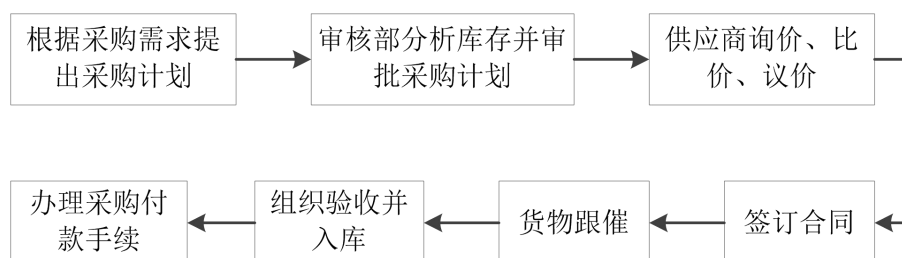 根据采购需求提
出采购计划
审核部分析库存并审
批采购计划
供应商询价、比
价、议价
签订合同
货物跟催
组织验收并
入库
办理采购付
款手续